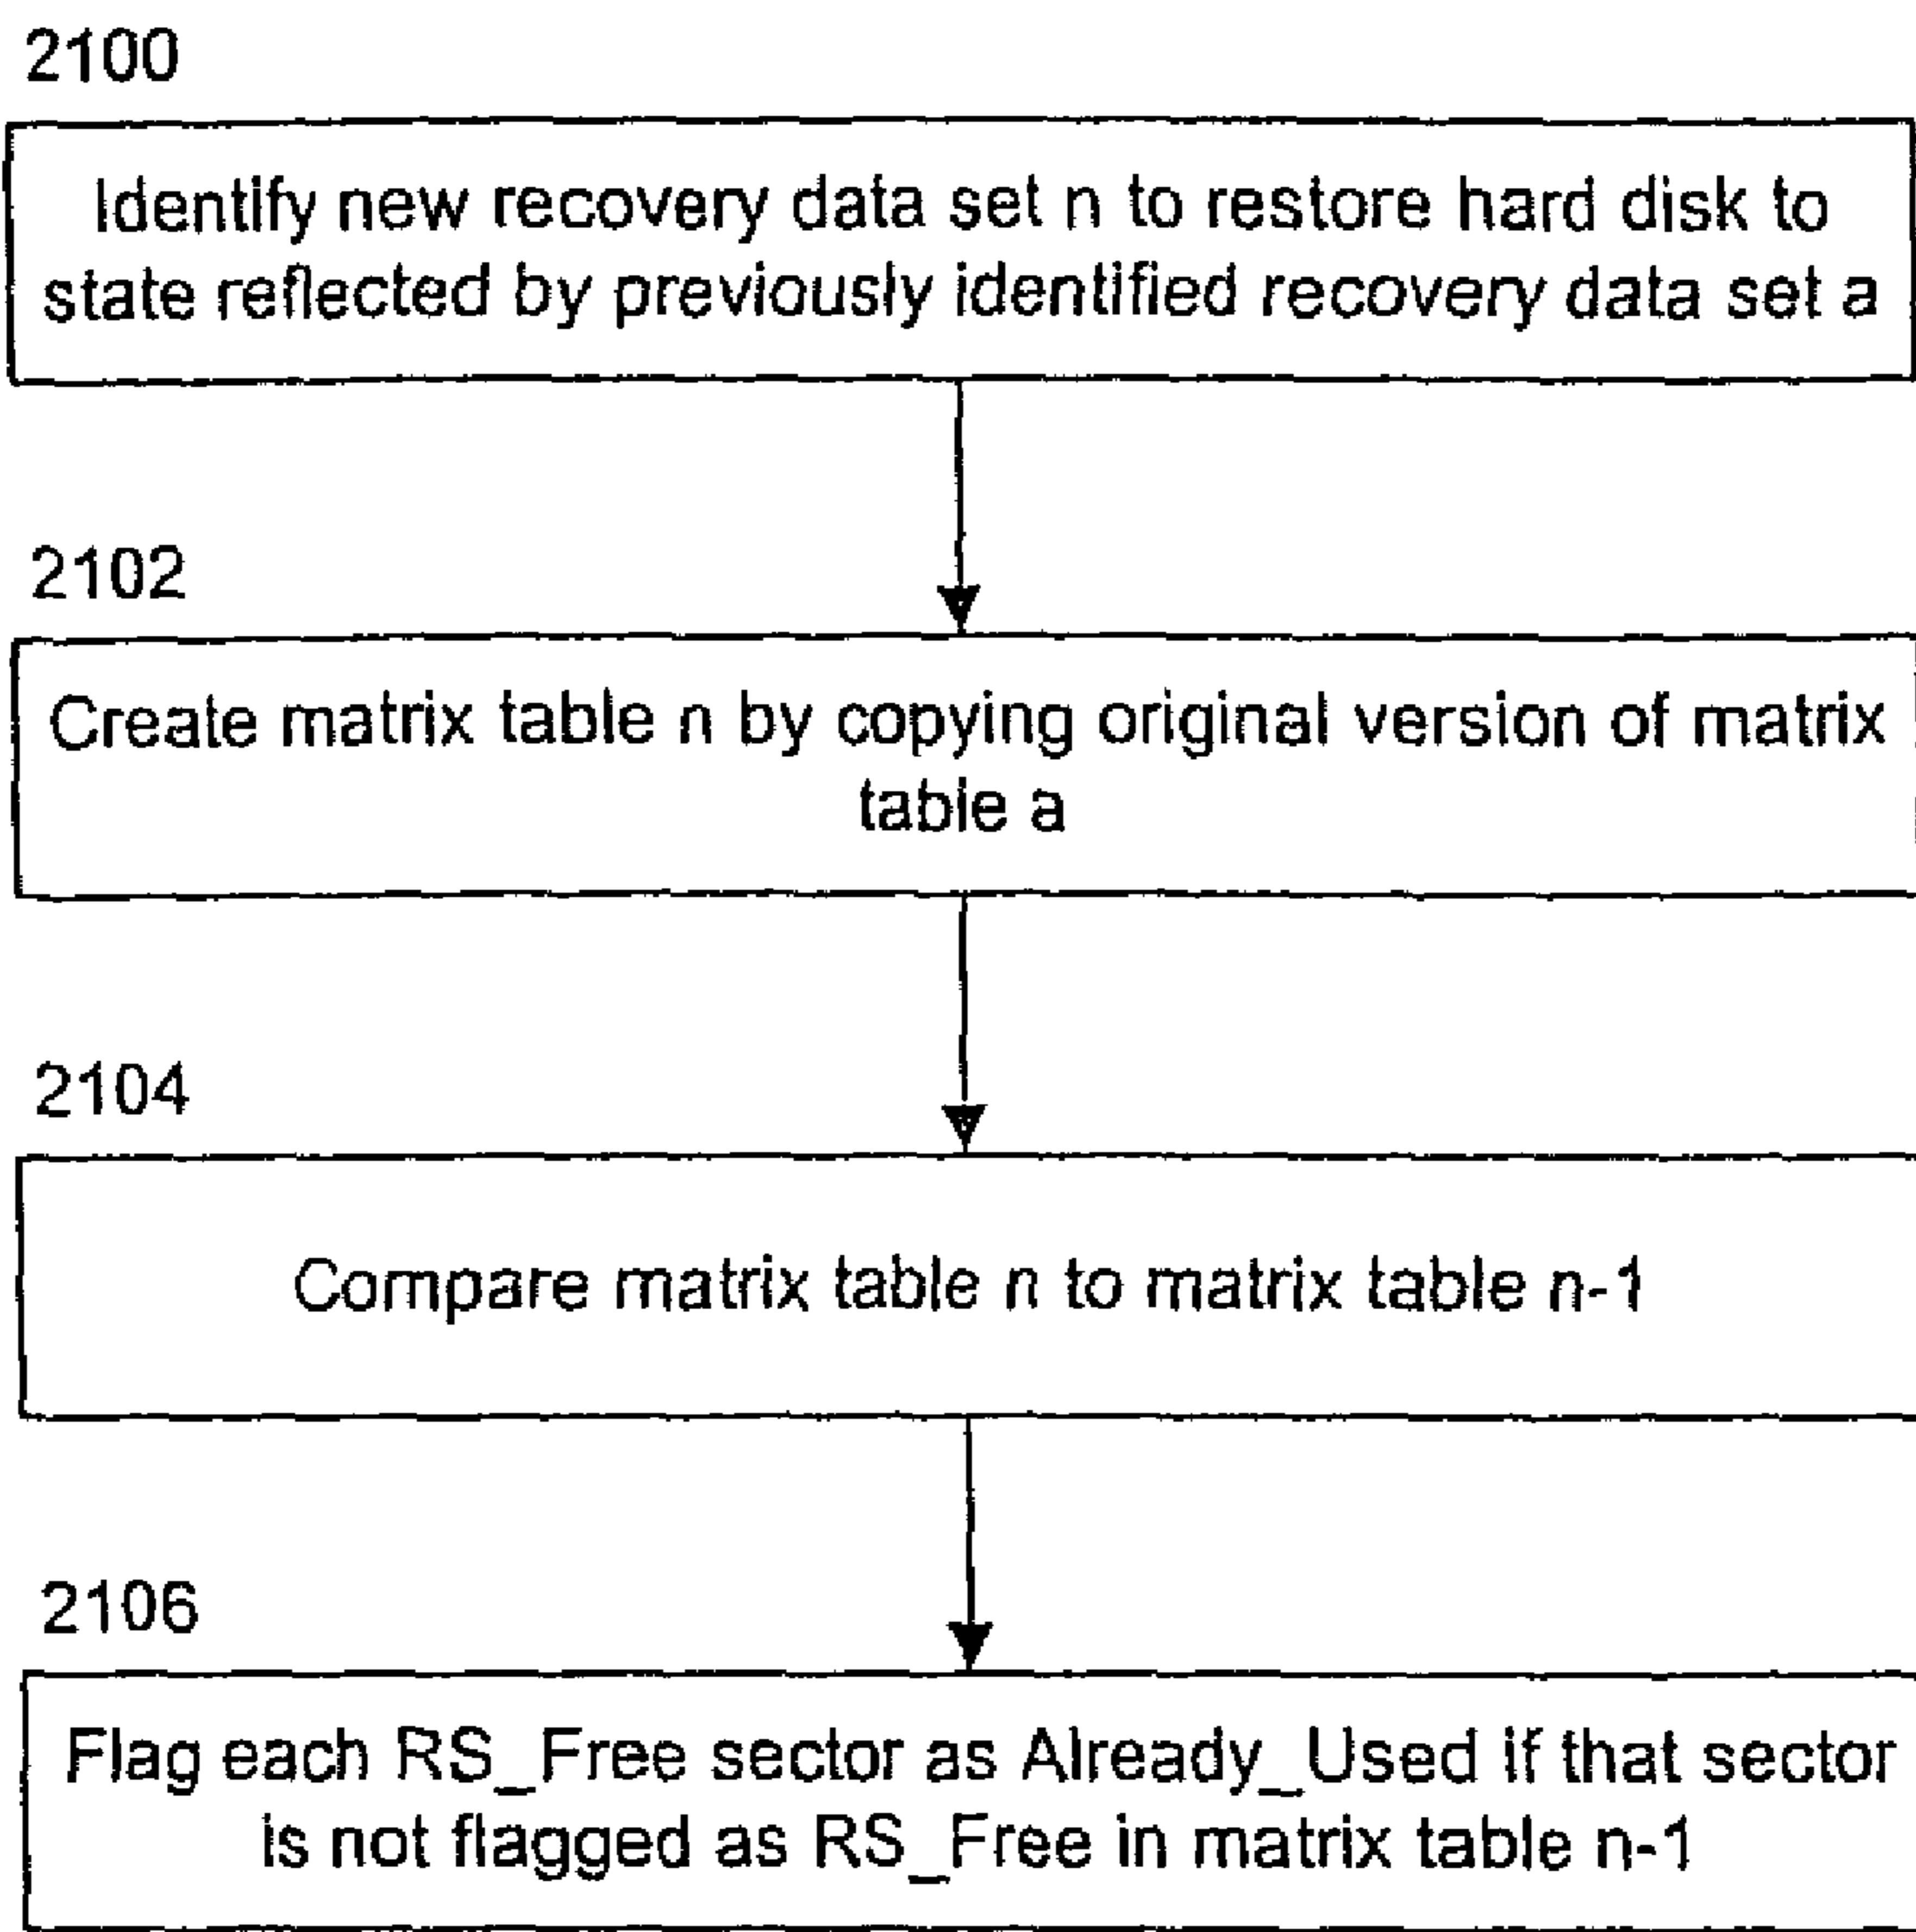 2100
Identify new recovery data set n to restore hard disk to
state reflected by previously identified recovery data set a
2102
Create matrix table n by copying original version of matrix
table a
2104
Compare matrix table n to matrix table n-1
2106
Flag each RS_Free sector as Already_Used if that sector
is not flagged as RS_Free in matrix table n-1